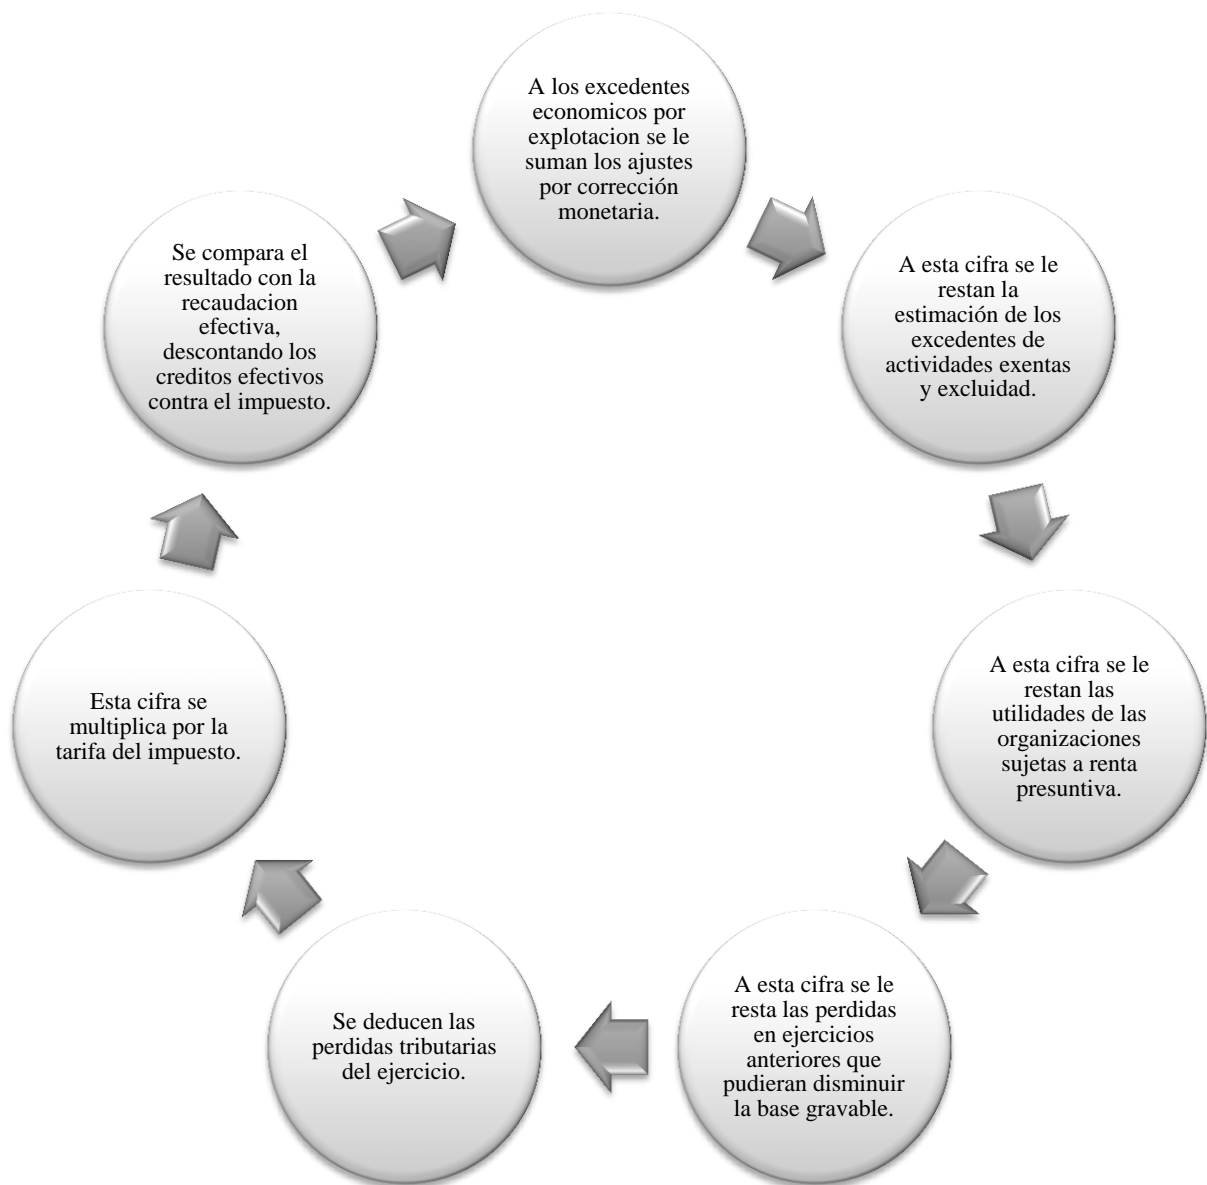 A los excedentes
economicos por
explotacion se le
suman los ajustes
por corrección
monetaria.
A esta cifra se le
restan la
estimación de los
excedentes de
actividades exentas
y excluidad.
A esta cifra se le
restan las
utilidades de las
organizaciones
sujetas a renta
presuntiva.
A esta cifra se le
resta las perdidas
en ejercicios
anteriores que
pudieran disminuir
la base gravable.
Se deducen las
perdidas tributarias
del ejercicio.
Esta cifra se
multiplica por la
tarifa del impuesto.
Se compara el
resultado con la
recaudacion
efectiva,
descontando los
creditos efectivos
contra el impuesto.